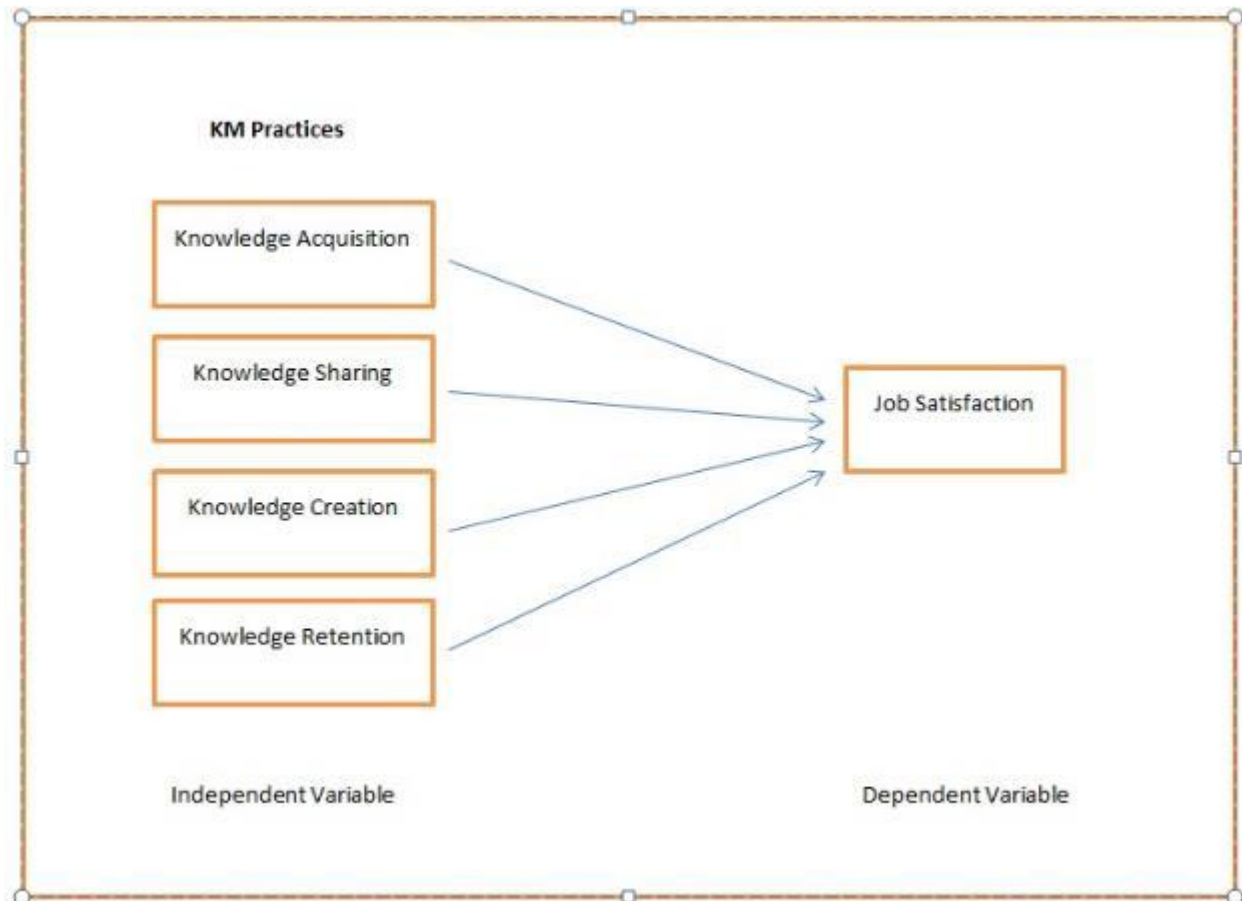 KM Practices
Knowledge Acquisition
Knowledge Sharing
Job Satisfaction
Knowledge Creation
Knowledge Retention
Independent Variable
Dependent Variable